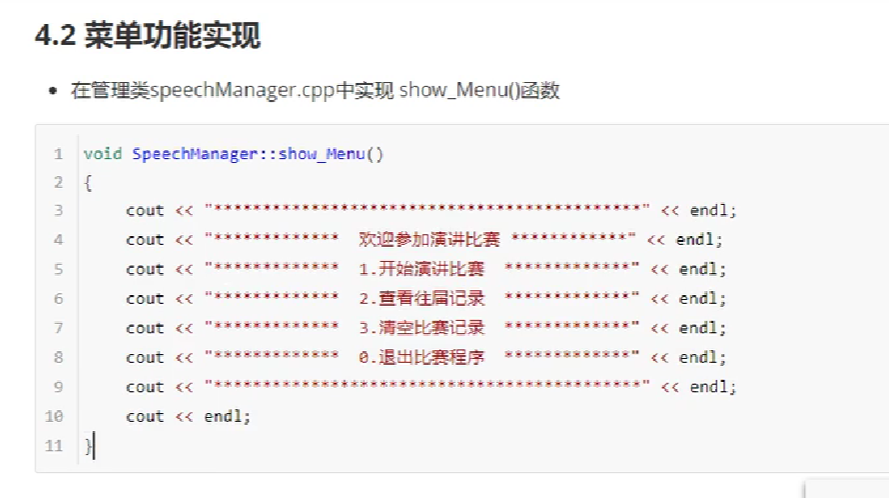 4.2 菜单功能实现
• 在管理类speechManager.cpp中实现 show_Menu()函数
1 void SpeechManager::show_Menu()
2 {
3     cout << "********************************************" << endl;
4     cout << "*************  欢迎参加演讲比赛 ************" << endl;
5     cout << "*************  1.开始演讲比赛  *************" << endl;
6     cout << "*************  2.查看往届记录  *************" << endl;
7     cout << "*************  3.清空比赛记录  *************" << endl;
8     cout << "*************  0.退出比赛程序  *************" << endl;
9     cout << "********************************************" << endl;
10     cout << endl;
11 }